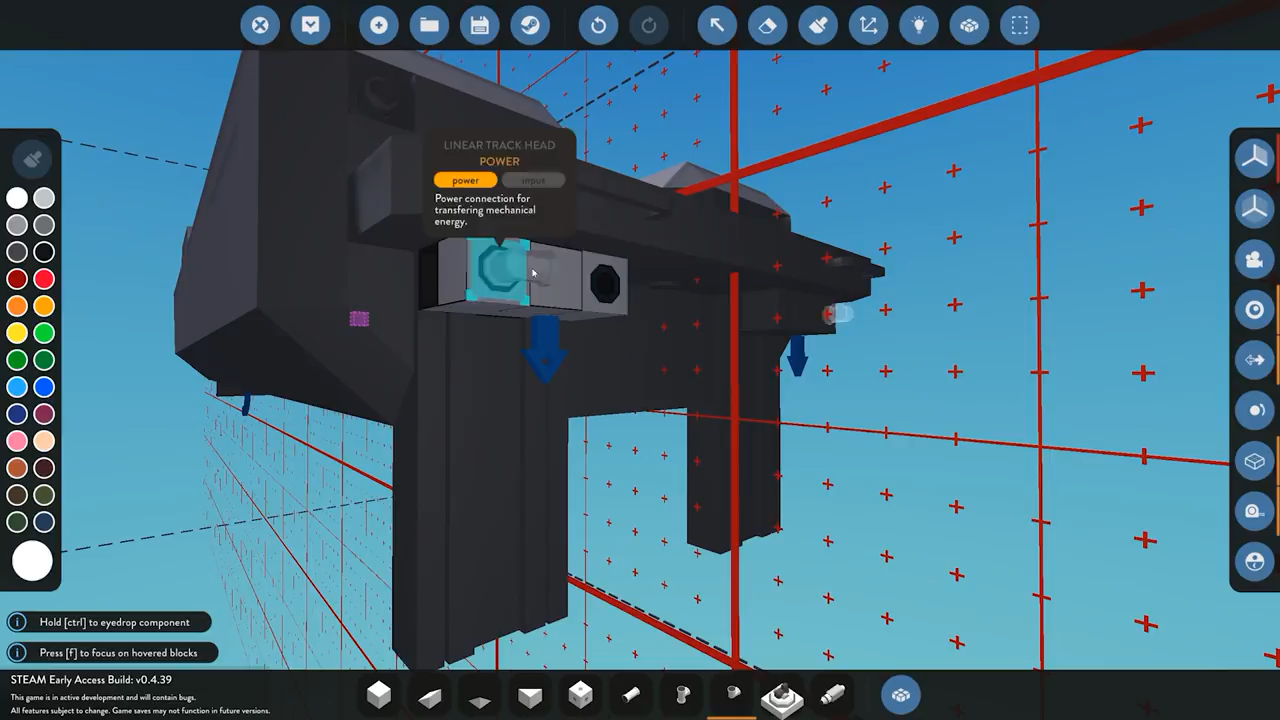 LINEAR TRACK HEAD
POWER
power input
Power connection for
transfering mechanical
energy.
Hold [ctrl] to eyedrop component
Press [f] to focus on hovered blocks
STEAM Early Access Build: v0.4.39
This game is in active development and will contain bugs.
All features subject to change. Game saves may not function in future versions.